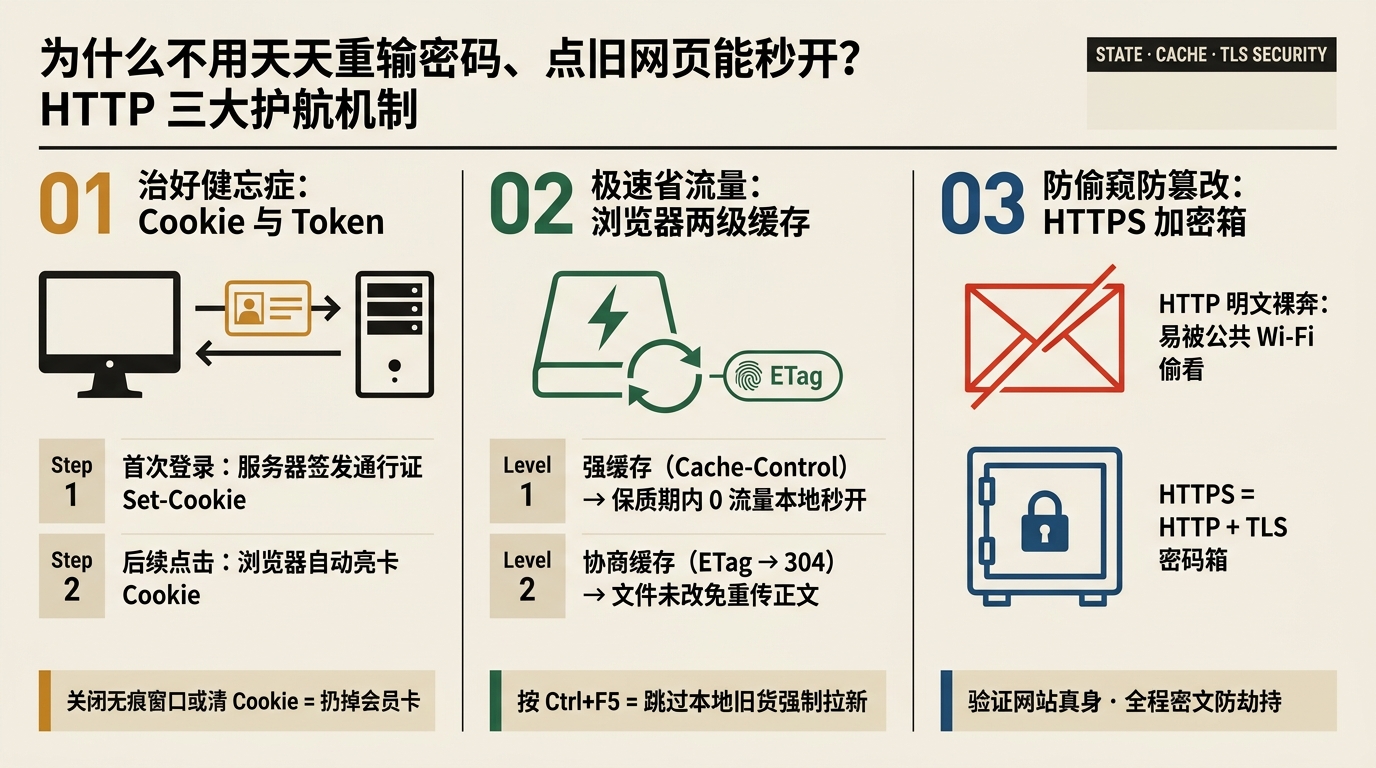 为什么不用天天重输密码、点旧网页能秒开？
HTTP 三大护航机制
STATE · CACHE · TLS SECURITY
01
治好健忘症：
Cookie 与 Token
Step
1
首次登录：服务器签发通行证
Set-Cookie
Step
2
后续点击：浏览器自动亮卡
Cookie
关闭无痕窗口或清 Cookie = 扔掉会员卡
02
极速省流量：
浏览器两级缓存
ETag
Level
1
强缓存（Cache-Control）
→ 保质期内 0 流量本地秒开
Level
2
协商缓存（ETag → 304）
→ 文件未改免重传正文
按 Ctrl+F5 = 跳过本地旧货强制拉新
03
防偷窥防篡改：
HTTPS 加密箱
HTTP 明文裸奔：
易被公共 Wi-Fi
偷看
HTTPS =
HTTP + TLS
密码箱
验证网站真身 · 全程密文防劫持